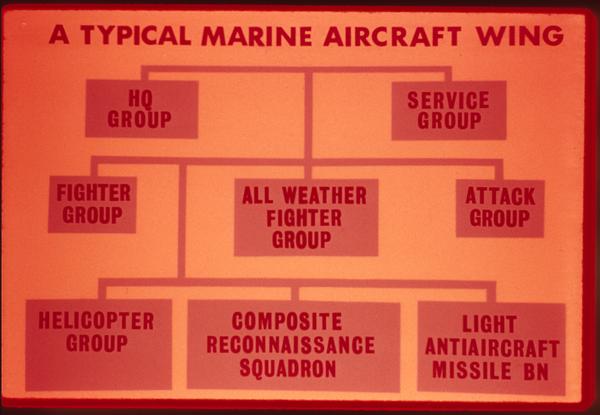 A TYPICAL MARINE AIRCRAFT WING
HQ
GROUP
SERVICE
GROUP
FIGHTER
GROUP
ALL WEATHER
FIGHTER
GROUP
ATTACK
GROUP
HELICOPTER
GROUP
COMPOSITE
RECONNAISSANCE
SQUADRON
LIGHT
ANTIAIRCRAFT
MISSILE BN